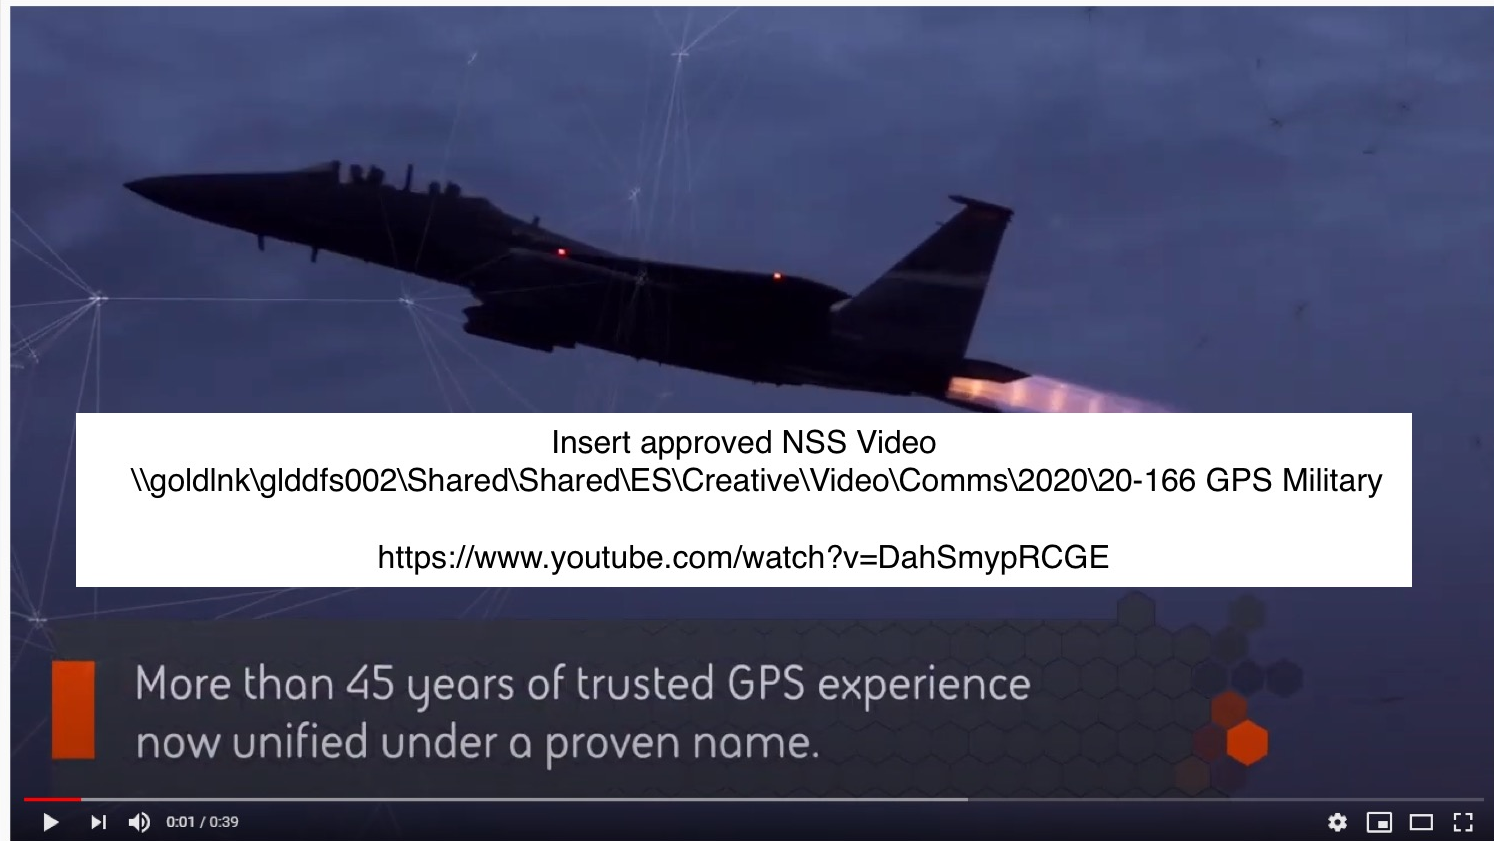 Insert approved NSS Video
\\goldlnk\glddfs002\Shared\Shared\ES\Creative\Video\Comms\2020\20-166 GPS Military
https://www.youtube.com/watch?v=DahSmypRCGE
More than 45 years of trusted GPS experience
now unified under a proven name.
0:01 / 0:39